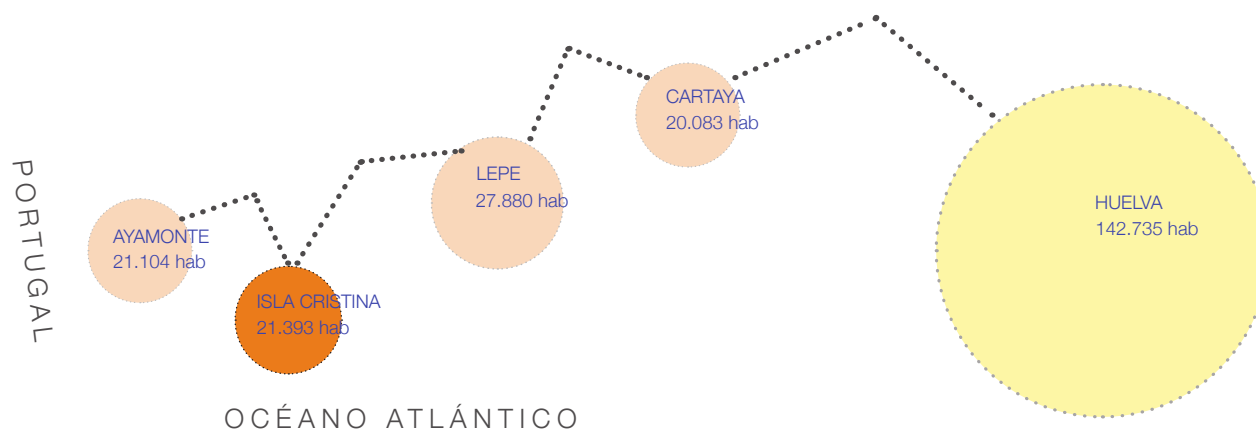 PORTUGAL
AYAMONTE
21.104 hab
ISLA CRISTINA
21.393 hab
LEPE
27.880 hab
CARTAYA
20.083 hab
HUELVA
142.735 hab
OCÉANO ATLÁNTICO